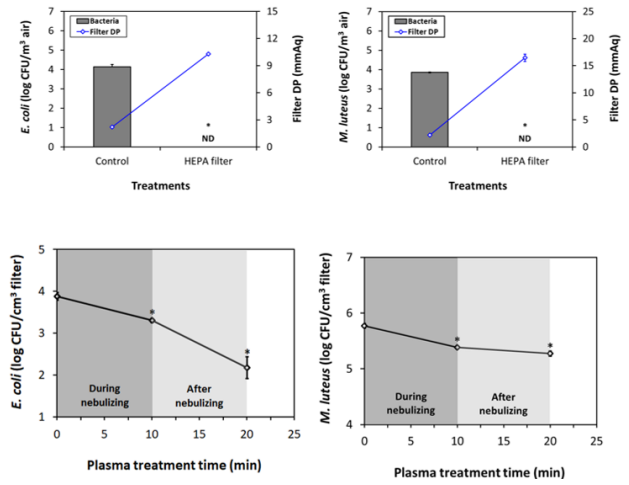 7
6
5
4
3
2
1
0
E. coli (log CFU/m³ air)
Bacteria
Filter DP
*
ND
15
12
9
6
3
0
Filter DP (mmAq)
Control
HEPA filter
Treatments
7
6
5
4
3
2
1
0
M. luteus (log CFU/m³ air)
Bacteria
Filter DP
*
ND
25
20
15
10
5
0
Filter DP (mmAq)
Control
HEPA filter
Treatments
5
4
3
2
1
E. coli (log CFU/cm³ filter)
*
*
During
nebulizing
After
nebulizing
0
5
10
15
20
25
Plasma treatment time (min)
7
6
5
4
M. luteus (log CFU/cm³ filter)
*
*
During
nebulizing
After
nebulizing
0
5
10
15
20
25
Plasma treatment time (min)